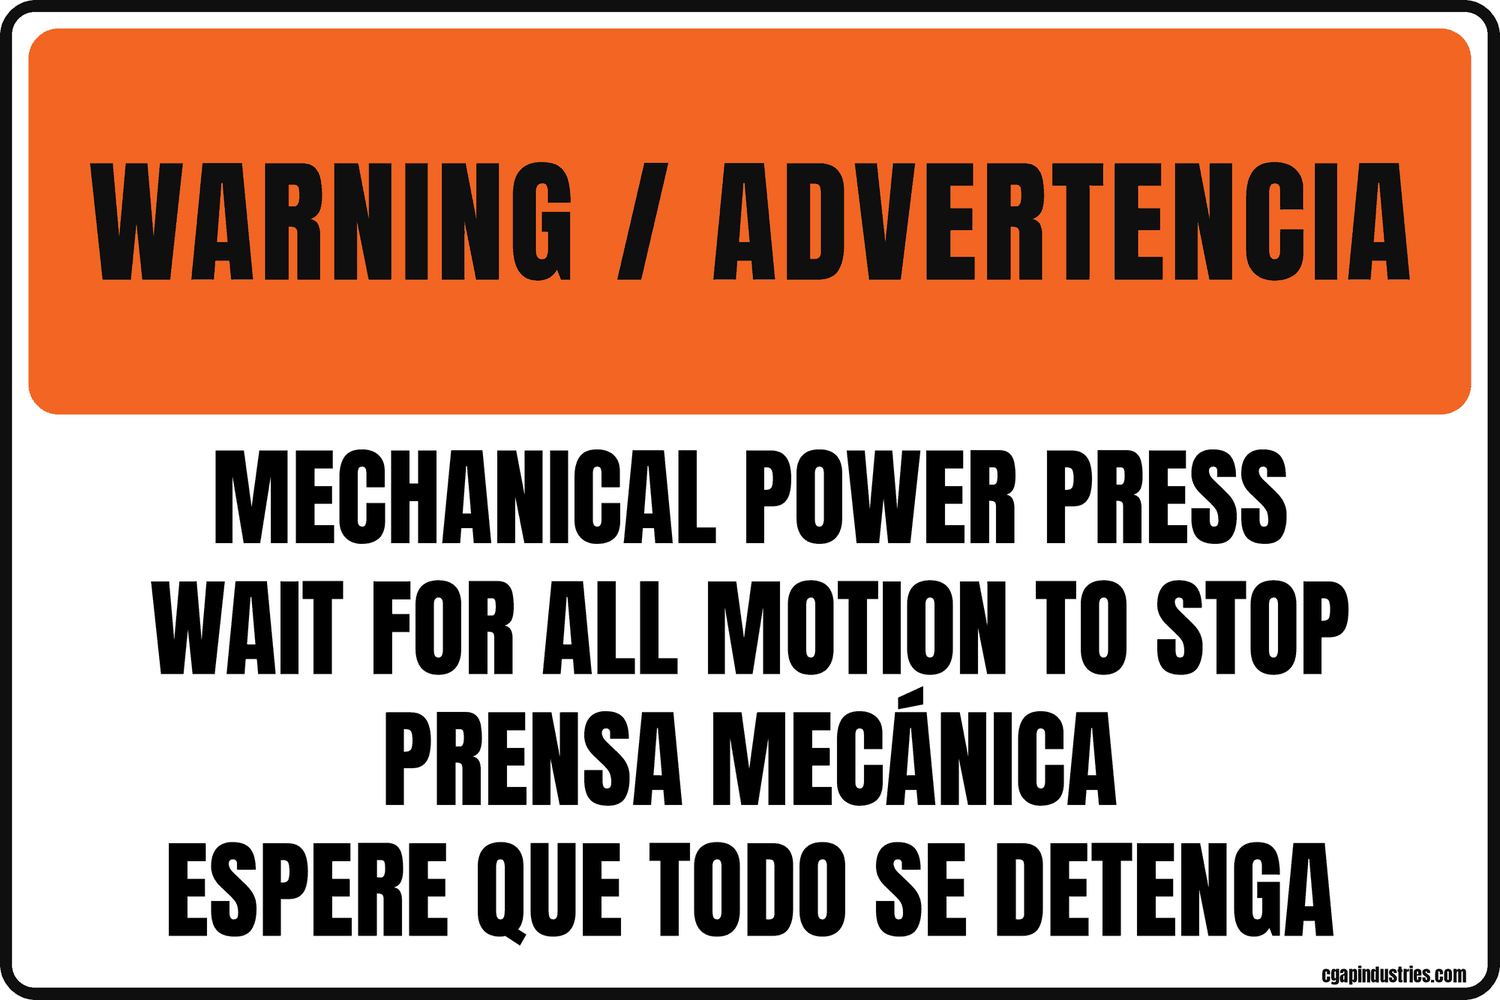 WARNING / ADVERTENCIA
MECHANICAL POWER PRESS
WAIT FOR ALL MOTION TO STOP
PRENSA MECÁNICA
ESPERE QUE TODO SE DETENGA
cgapindustries.com